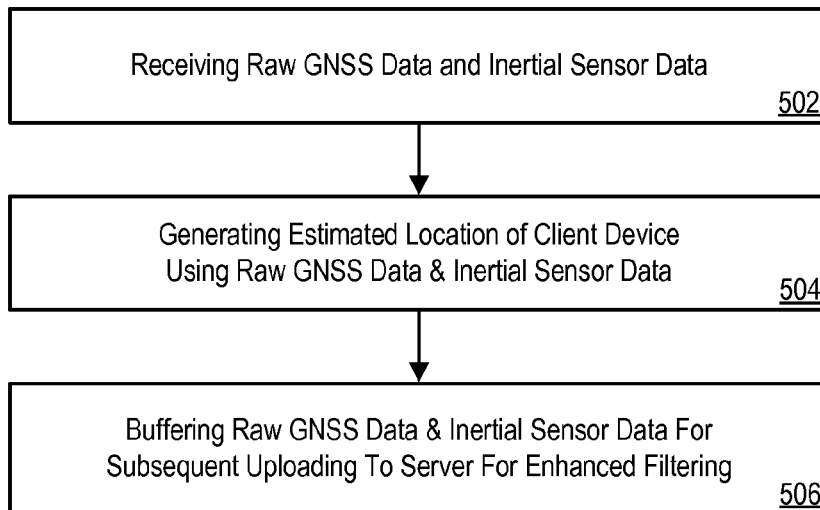 Receiving Raw GNSS Data and Inertial Sensor Data
502
Generating Estimated Location of Client Device
Using Raw GNSS Data & Inertial Sensor Data
504
Buffering Raw GNSS Data & Inertial Sensor Data For
Subsequent Uploading To Server For Enhanced Filtering
506